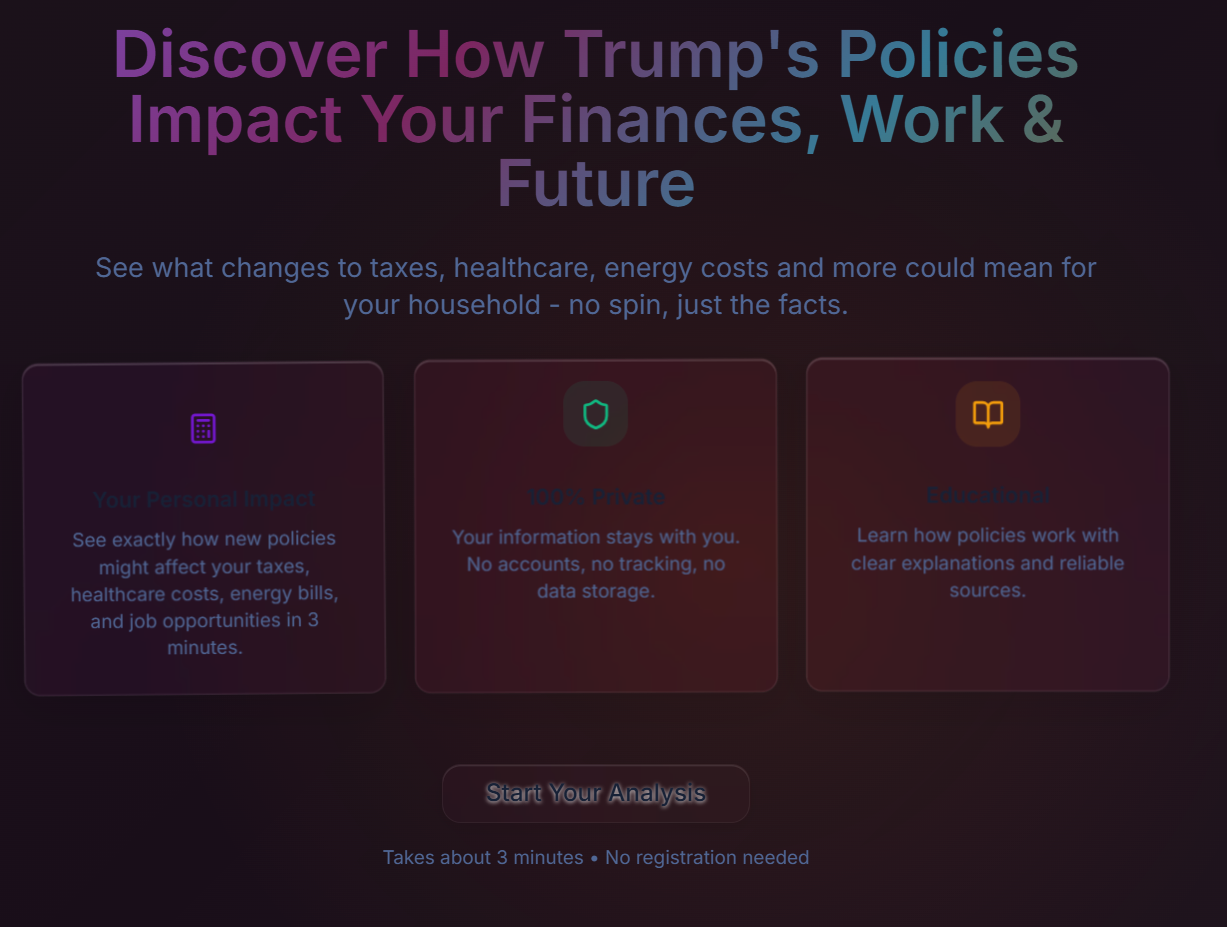 Discover How Trump's Policies
Impact Your Finances, Work &
Future
See what changes to taxes, healthcare, energy costs and more could mean for
your household - no spin, just the facts.
Your Personal Impact
See exactly how new policies
might affect your taxes,
healthcare costs, energy bills,
and job opportunities in 3
minutes.
100% Private
Your information stays with you.
No accounts, no tracking, no
data storage.
Educational
Learn how policies work with
clear explanations and reliable
sources.
Start Your Analysis
Takes about 3 minutes • No registration needed